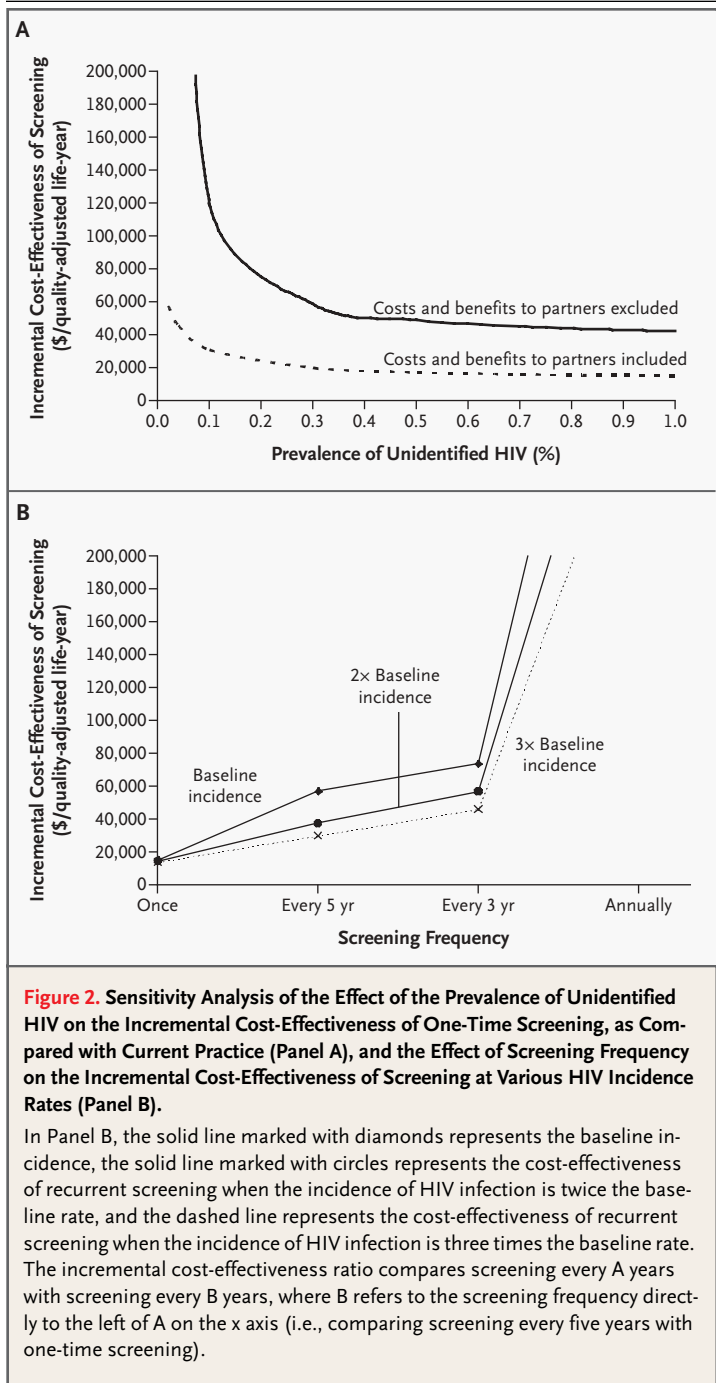 A
Incremental Cost-Effectiveness of Screening
($/quality-adjusted life-year)
200,000
180,000
160,000
140,000
120,000
100,000
80,000
60,000
40,000
20,000
0
Costs and benefits to partners excluded
Costs and benefits to partners included
0.0 0.1 0.2 0.3 0.4 0.5 0.6 0.7 0.8 0.9 1.0
Prevalence of Unidentified HIV (%)
B
Incremental Cost-Effectiveness of Screening
($/quality-adjusted life-year)
200,000
180,000
160,000
140,000
120,000
100,000
80,000
60,000
40,000
20,000
0
2× Baseline
incidence
Baseline
incidence
3× Baseline
incidence
Once Every 5 yr Every 3 yr Annually
Screening Frequency
Figure 2. Sensitivity Analysis of the Effect of the Prevalence of Unidentified
HIV on the Incremental Cost-Effectiveness of One-Time Screening, as Com-
pared with Current Practice (Panel A), and the Effect of Screening Frequency
on the Incremental Cost-Effectiveness of Screening at Various HIV Incidence
Rates (Panel B).
In Panel B, the solid line marked with diamonds represents the baseline in-
cidence, the solid line marked with circles represents the cost-effectiveness
of recurrent screening when the incidence of HIV infection is twice the base-
line rate, and the dashed line represents the cost-effectiveness of recurrent
screening when the incidence of HIV infection is three times the baseline rate.
The incremental cost-effectiveness ratio compares screening every A years
with screening every B years, where B refers to the screening frequency direct-
ly to the left of A on the x axis (i.e., comparing screening every five years with
one-time screening).